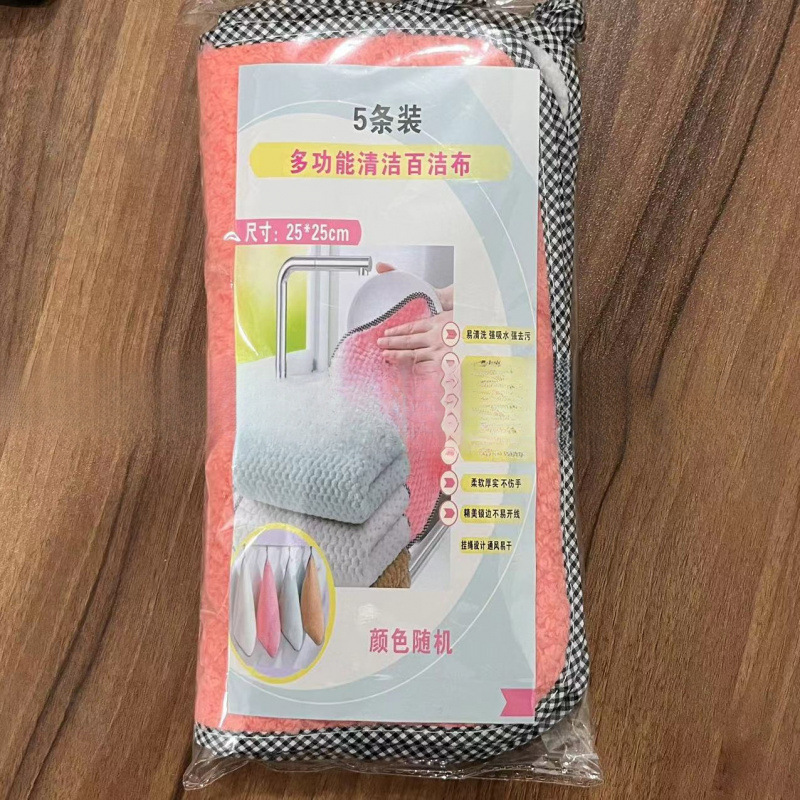 5条装
多功能清洁百洁布
尺寸：25*25cm
易清洗 强吸水 强去污
柔软厚实 不伤手
精美锻边不易开线
挂绳设计 通风易干
颜色随机